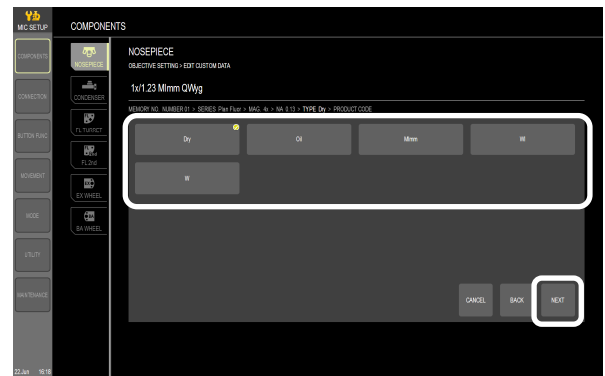 MIC SETUP
COMPONENTS
COMPONENTS
CONNECTION
BUTTON FUNC
MOVEMENT
MODE
UTILITY
MAINTENANCE
22.Jun 16:18
NOSEPIECE
CONDENSER
FL TURRET
FL 2nd
EX WHEEL
BA WHEEL
NOSEPIECE
OBJECTIVE SETTING > EDIT CUSTOM DATA
1x/1.23 MImm QWyg
MEMORY NO. NUMBER 01 > SERIES Plan Fluor > MAG. 4x > NA 0.13 > TYPE Dry > PRODUCT CODE
Dry Oil MImm WI
W
CANCEL BACK NEXT